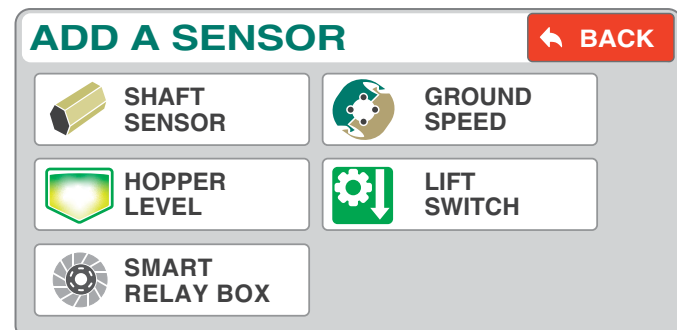 ADD A SENSOR
BACK
SHAFT
SENSOR
GROUND
SPEED
HOPPER
LEVEL
LIFT
SWITCH
SMART
RELAY BOX